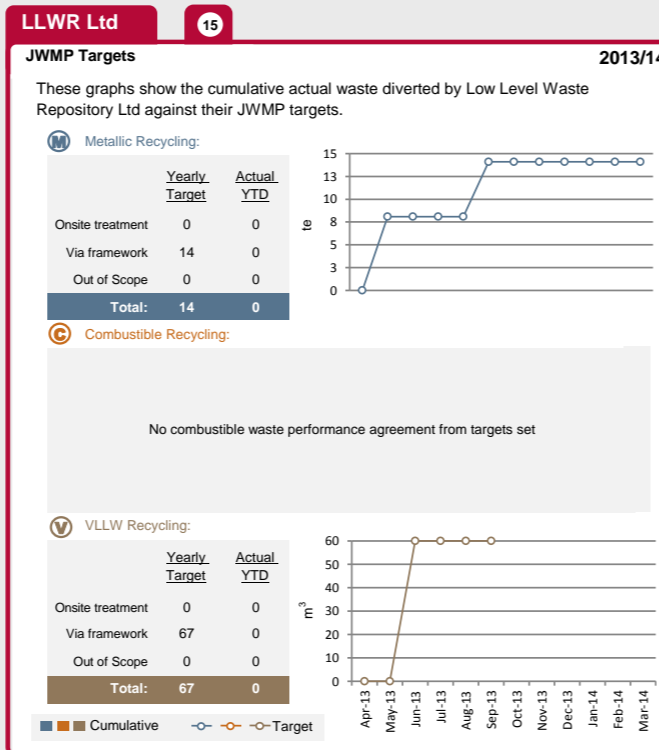 LLWR Ltd
15
JWMP Targets
2013/14
These graphs show the cumulative actual waste diverted by Low Level Waste
Repository Ltd against their JWMP targets.
M Metallic Recycling:
Yearly Target Actual YTD
Onsite treatment 0 0
Via framework 14 0
Out of Scope 0 0
Total: 14 0
te
15
13
10
8
5
3
0
C Combustible Recycling:
No combustible waste performance agreement from targets set
V VLLW Recycling:
Yearly Target Actual YTD
Onsite treatment 0 0
Via framework 67 0
Out of Scope 0 0
Total: 67 0
m³
60
50
40
30
20
10
0
Apr-13 May-13 Jun-13 Jul-13 Aug-13 Sep-13 Oct-13 Nov-13 Dec-13 Jan-14 Feb-14 Mar-14
Cumulative Target